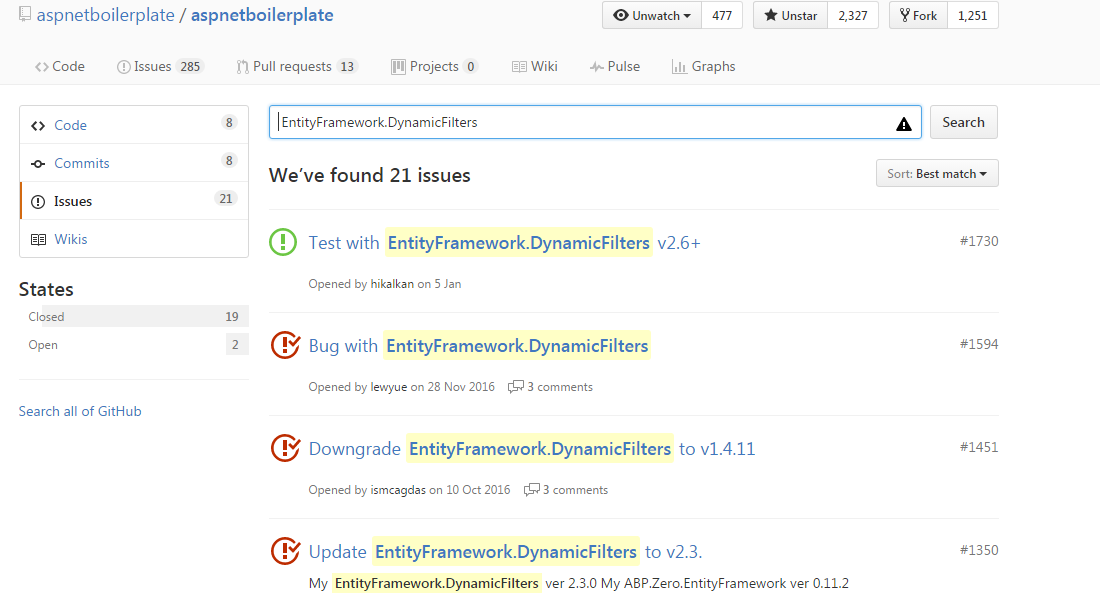 aspnetboilerplate / aspnetboilerplate
Unwatch 477 Unstar 2,327 Fork 1,251
Code Issues 285 Pull requests 13 Projects 0 Wiki Pulse Graphs
Code 8
Commits 8
Issues 21
Wikis
States
Closed 19
Open 2
Search all of GitHub
EntityFramework.DynamicFilters Search
We've found 21 issues Sort: Best match
Test with EntityFramework.DynamicFilters v2.6+ #1730
Opened by hikalkan on 5 Jan
Bug with EntityFramework.DynamicFilters #1594
Opened by lewyue on 28 Nov 2016 3 comments
Downgrade EntityFramework.DynamicFilters to v1.4.11 #1451
Opened by ismcagdas on 10 Oct 2016 3 comments
Update EntityFramework.DynamicFilters to v2.3. #1350
My EntityFramework.DynamicFilters ver 2.3.0 My ABP.Zero.EntityFramework ver 0.11.2